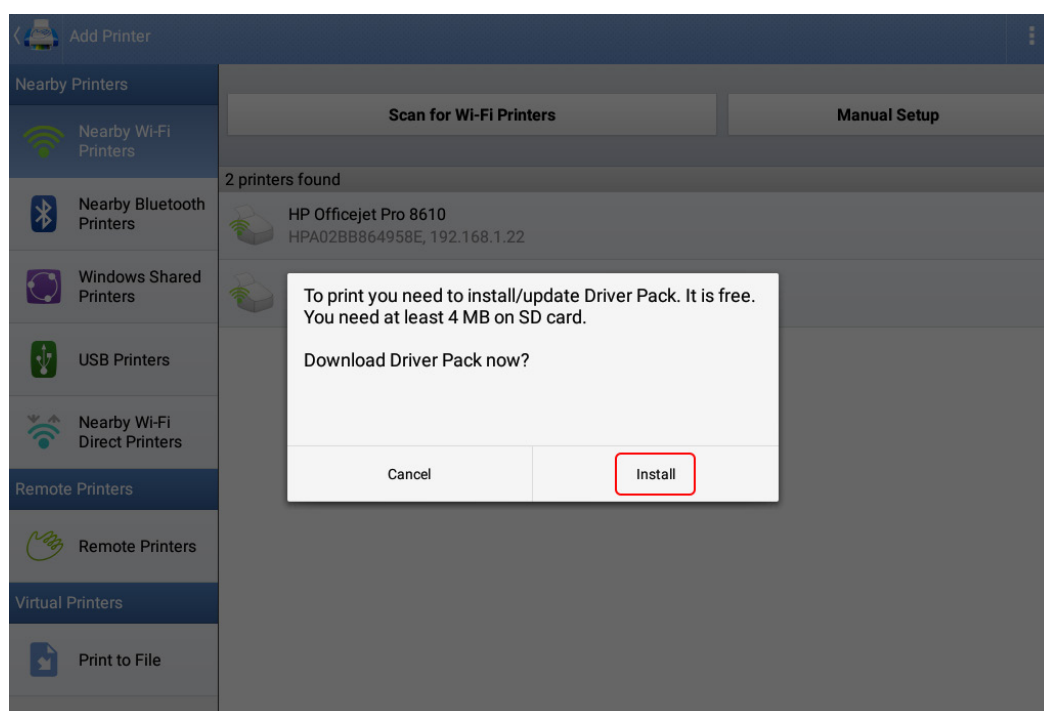 Add Printer
Nearby Printers
Nearby Wi-Fi
Printers
Nearby Bluetooth
Printers
Windows Shared
Printers
USB Printers
Nearby Wi-Fi
Direct Printers
Remote Printers
Remote Printers
Virtual Printers
Print to File
Scan for Wi-Fi Printers
Manual Setup
2 printers found
HP Officejet Pro 8610
HPA02BB864958E, 192.168.1.22
To print you need to install/update Driver Pack. It is free.
You need at least 4 MB on SD card.
Download Driver Pack now?
Cancel
Install